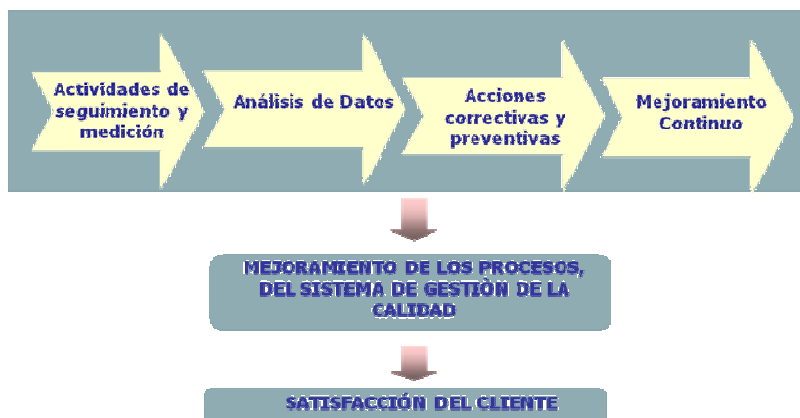 Actividades de
seguimiento y
medición
Análisis de Datos
Acciones
correctivas y
preventivas
Mejoramiento
Continuo
MEJORAMIENTO DE LOS PROCESOS,
DEL SISTEMA DE GESTIÒN DE LA
CALIDAD
SATISFACCIÓN DEL CLIENTE